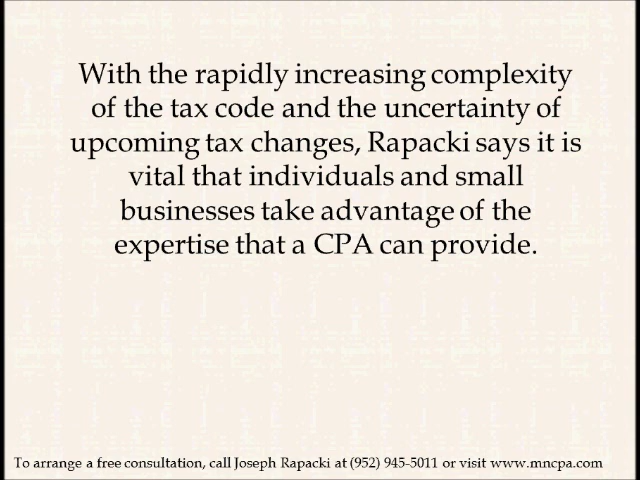 With the rapidly increasing complexity
of the tax code and the uncertainty of
upcoming tax changes, Rapacki says it is
vital that individuals and small
businesses take advantage of the
expertise that a CPA can provide.
To arrange a free consultation, call Joseph Rapacki at (952) 945-5011 or visit www.mncpa.com